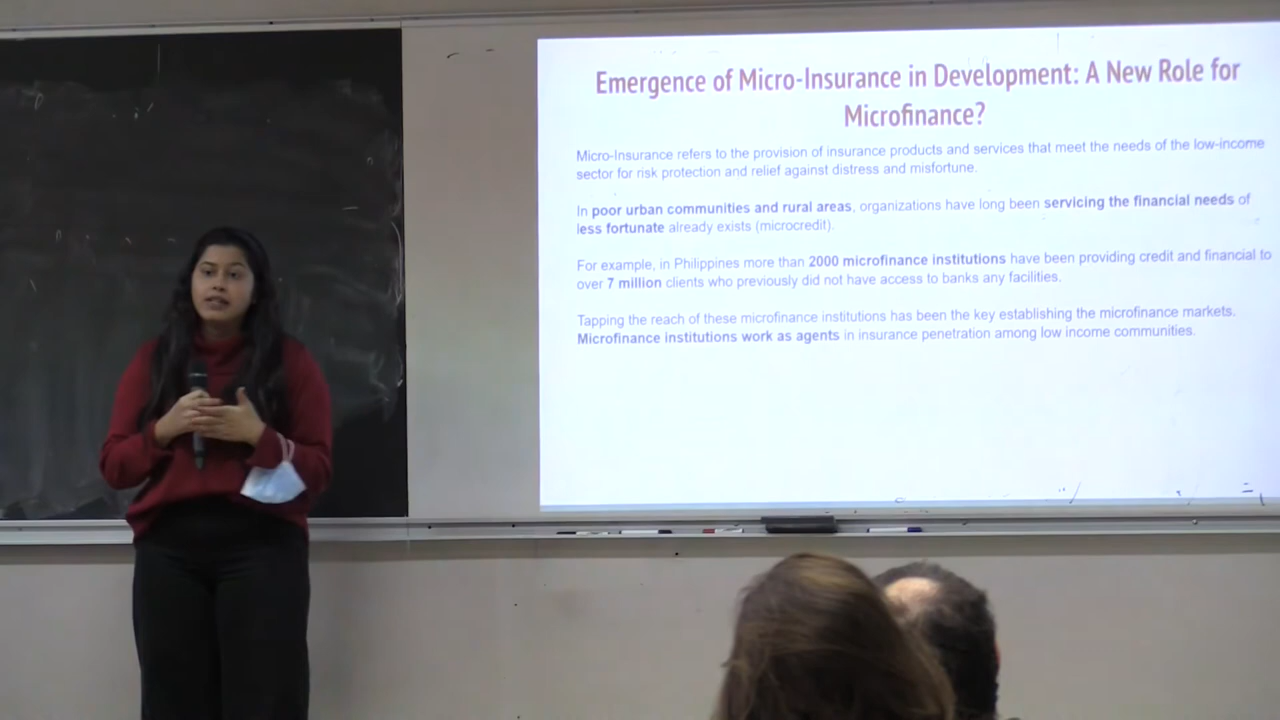 Emergence of Micro-Insurance in Development: A New Role for
Microfinance?
Micro-Insurance refers to the provision of insurance products and services that meet the needs of the low-income
sector for risk protection and relief against distress and misfortune.
In poor urban communities and rural areas, organizations have long been servicing the financial needs of
less fortunate already exists (microcredit).
For example, in Philippines more than 2000 microfinance institutions have been providing credit and financial to
over 7 million clients who previously did not have access to banks any facilities.
Tapping the reach of these microfinance institutions has been the key establishing the microfinance markets.
Microfinance institutions work as agents in insurance penetration among low income communities.